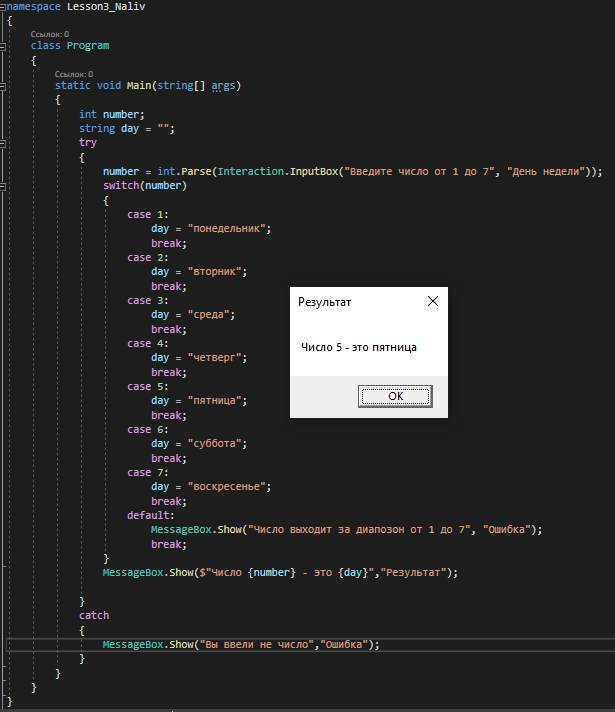 namespace Lesson3_Naliv
{
Ссылок: 0
class Program
{
Ссылок: 0
static void Main(string[] args)
{
int number;
string day = "";
try
{
number = int.Parse(Interaction.InputBox("Введите число от 1 до 7", "День недели"));
switch(number)
{
case 1:
day = "понедельник";
break;
case 2:
day = "вторник";
break;
case 3:
day = "среда";
break;
case 4:
day = "четверг";
break;
case 5:
day = "пятница";
break;
case 6:
day = "суббота";
break;
case 7:
day = "воскресенье";
break;
default:
MessageBox.Show("Число выходит за диапозон от 1 до 7", "Ошибка");
break;
}
MessageBox.Show($"Число {number} - это {day}","Результат");
}
catch
{
MessageBox.Show("Вы ввели не число","Ошибка");
}
}
}
}
Результат
Число 5 - это пятница
OK